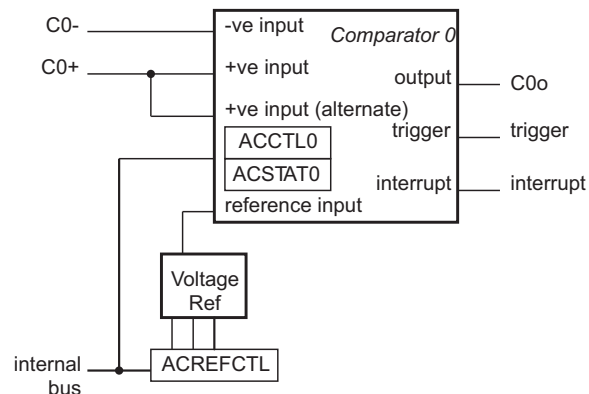 C0-
-ve input
Comparator 0
C0+
+ve input
output
C0o
+ve input (alternate)
trigger
trigger
ACCTL0
ACSTAT0
interrupt
interrupt
reference input
Voltage
Ref
internal
bus
ACREFCTL